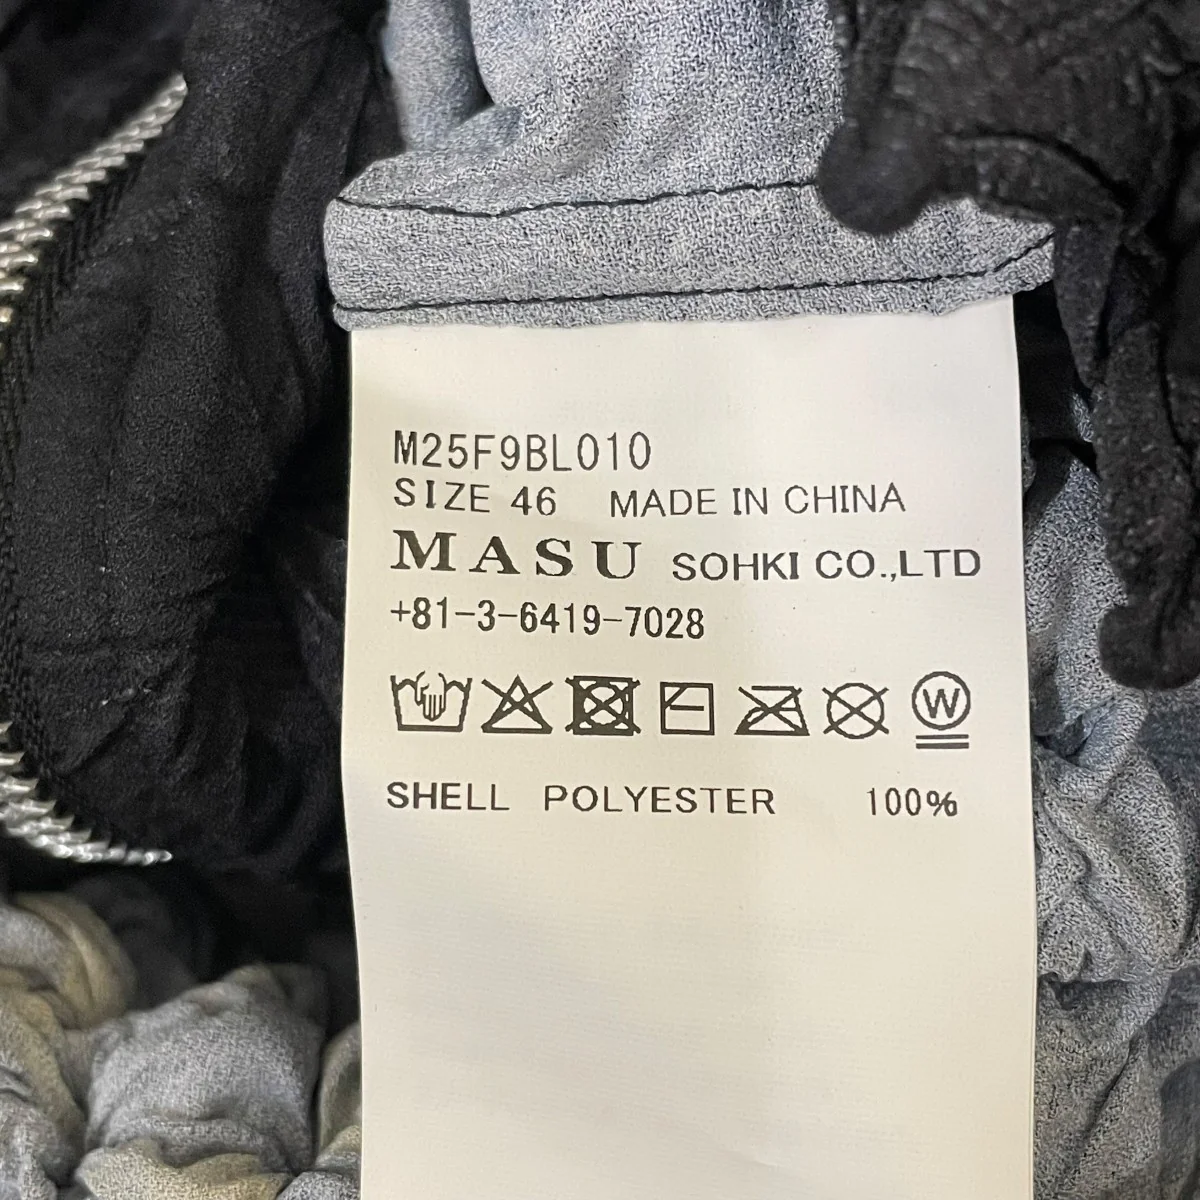 M25F9BL010
SIZE 46 MADE IN CHINA
MASU SOHKI CO.,LTD
+81-3-6419-7028
W
SHELL POLYESTER 100%